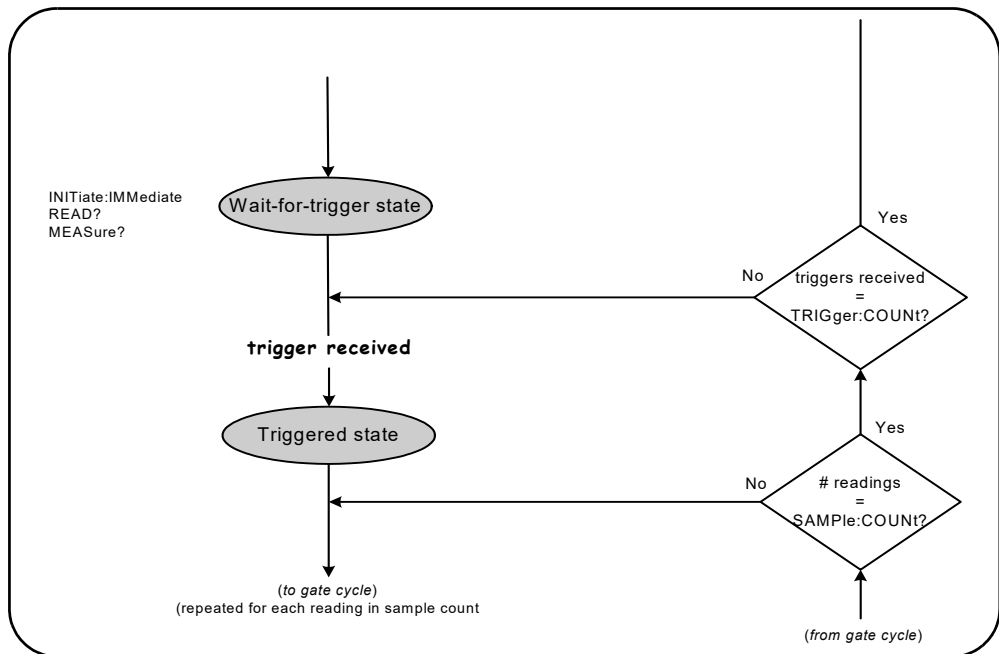 INITiate:IMMediate
READ?
MEASure?
Wait-for-trigger state
Yes
No
triggers received
=
TRIGger:COUNt?
trigger received
Triggered state
Yes
No
# readings
=
SAMPle:COUNt?
(to gate cycle)
(repeated for each reading in sample count
(from gate cycle)